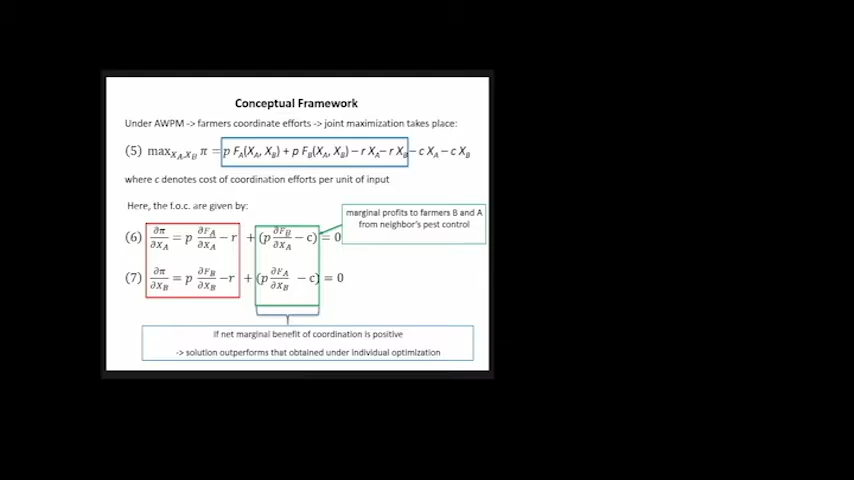 Conceptual Framework
Under AWPM -> farmers coordinate efforts -> joint maximization takes place:
(5) max_{X_A,X_B} π = p F_A(X_A, X_B) + p F_B(X_A, X_B) – r X_A – r X_B – c X_A – c X_B
where c denotes cost of coordination efforts per unit of input
Here, the f.o.c. are given by:
marginal profits to farmers B and A
from neighbor's pest control
(6) ∂π/∂X_A = p ∂F_A/∂X_A – r + (p ∂F_B/∂X_A – c) = 0
(7) ∂π/∂X_B = p ∂F_B/∂X_B – r + (p ∂F_A/∂X_B – c) = 0
If net marginal benefit of coordination is positive
-> solution outperforms that obtained under individual optimization